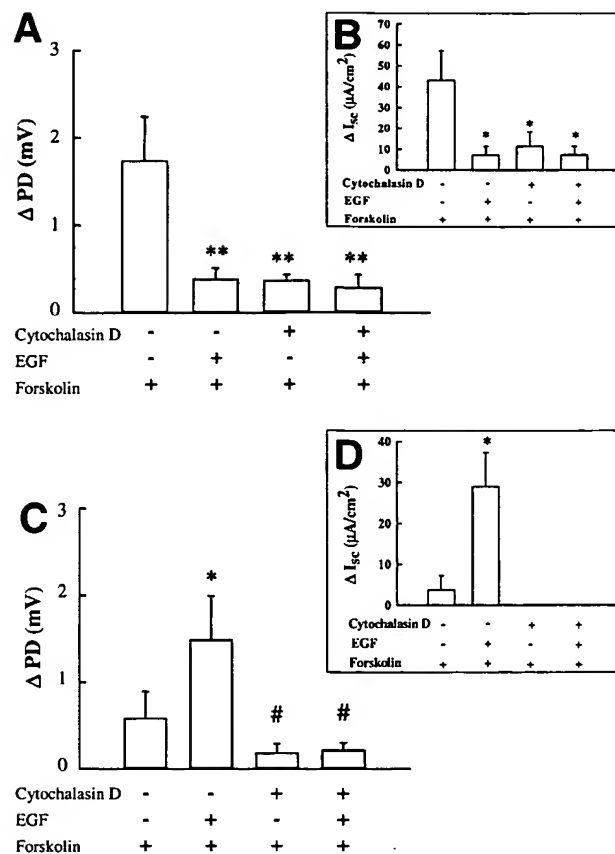 A
3
2
1
0
Δ PD (mV)
**
**
**
Cytochalasin D - - + +
EGF - + - +
Forskolin + + + +
B
70
60
50
40
30
20
10
0
Δ Isc (μA/cm²)
*
*
*
Cytochalasin D - - + +
EGF - + - +
Forskolin + + + +
C
3
2
1
0
Δ PD (mV)
*
#
#
Cytochalasin D - - + +
EGF - + - +
Forskolin + + + +
D
40
30
20
10
0
Δ Isc (μA/cm²)
*
Cytochalasin D - - + +
EGF - + - +
Forskolin + + + +